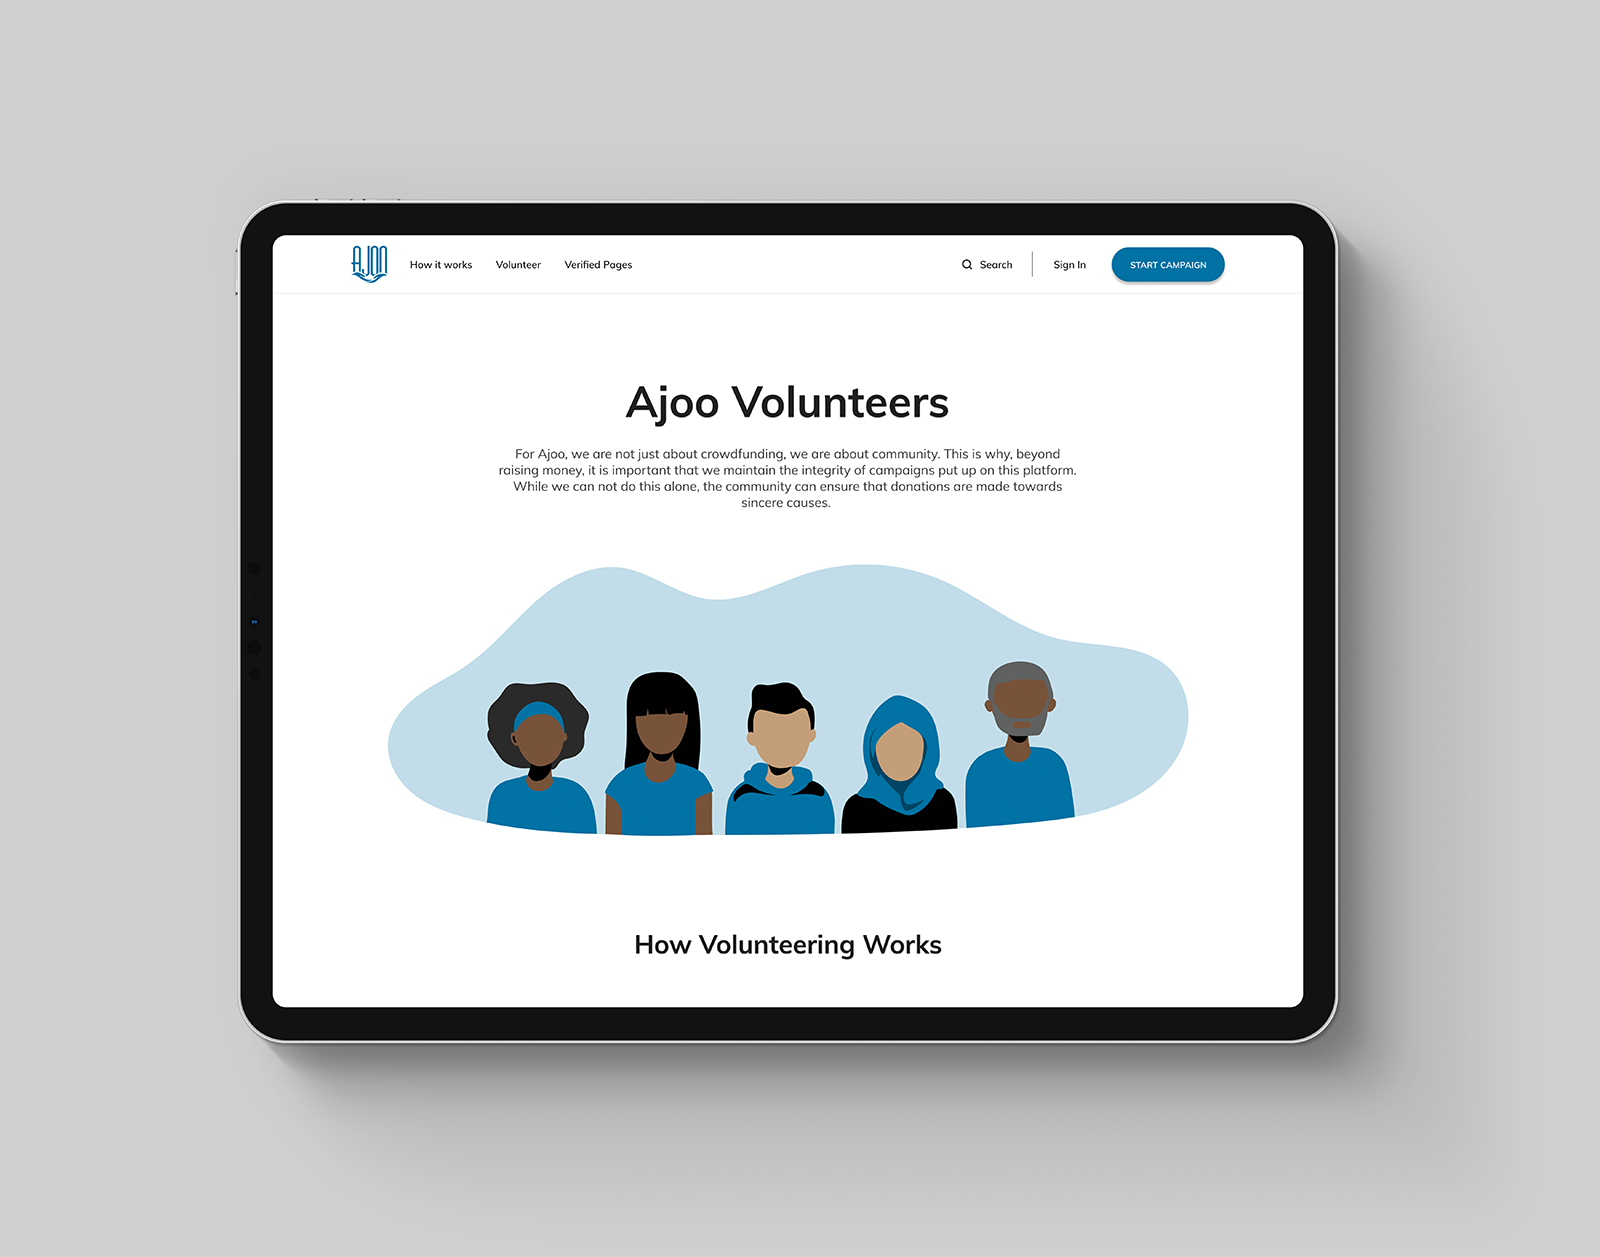 AJOO
How it works
Volunteer
Verified Pages
Search
Sign In
START CAMPAIGN
Ajoo Volunteers
For Ajoo, we are not just about crowdfunding, we are about community. This is why, beyond
raising money, it is important that we maintain the integrity of campaigns put up on this platform.
While we can not do this alone, the community can ensure that donations are made towards
sincere causes.
How Volunteering Works